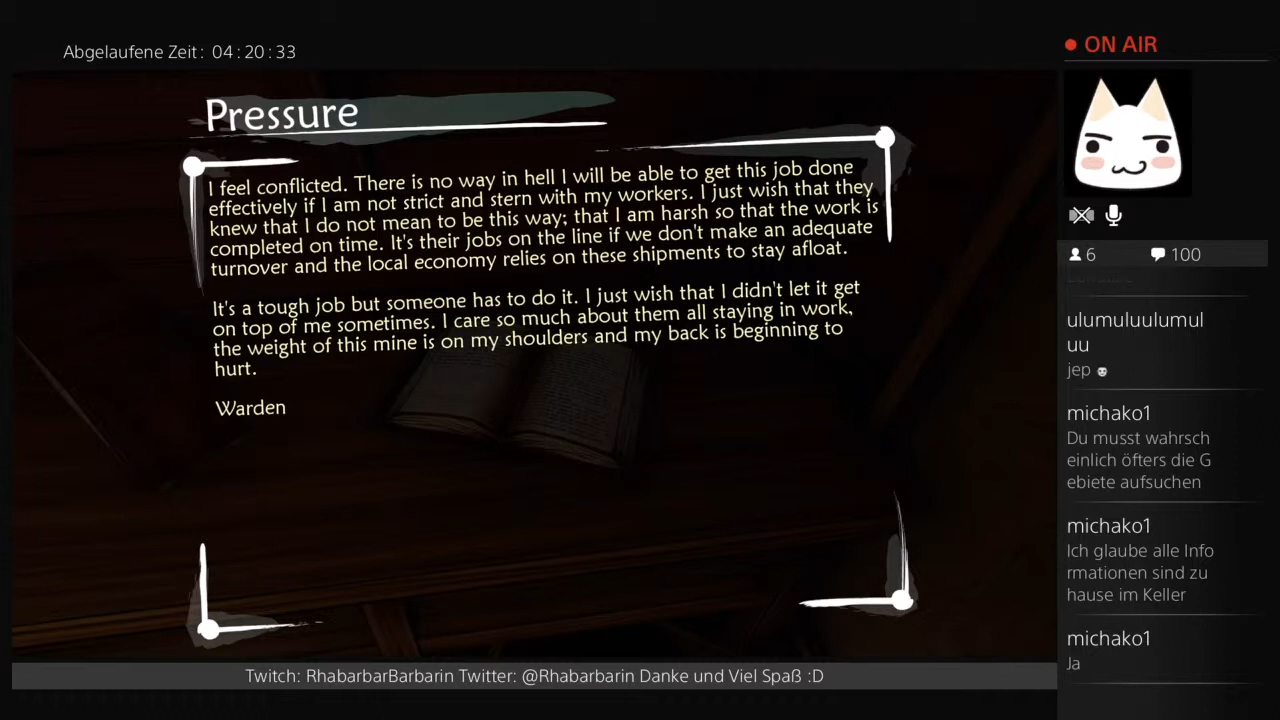 Abgelaufene Zeit: 04:20:33
ON AIR
Pressure
I feel conflicted. There is no way in hell I will be able to get this job done
effectively if I am not strict and stern with my workers. I just wish that they
knew that I do not mean to be this way; that I am harsh so that the work is
completed on time. It's their jobs on the line if we don't make an adequate
turnover and the local economy relies on these shipments to stay afloat.
It's a tough job but someone has to do it. I just wish that I didn't let it get
on top of me sometimes. I care so much about them all staying in work,
the weight of this mine is on my shoulders and my back is beginning to
hurt.
Warden
6
100
ulumuluulumul
uu
jep
michako1
Du musst wahrsch
einlich öfters die G
ebiete aufsuchen
michako1
Ich glaube alle Info
rmationen sind zu
hause im Keller
michako1
Ja
Twitch: RhabarbarBarbarin Twitter: @Rhabarbarin Danke und Viel Spaß :D